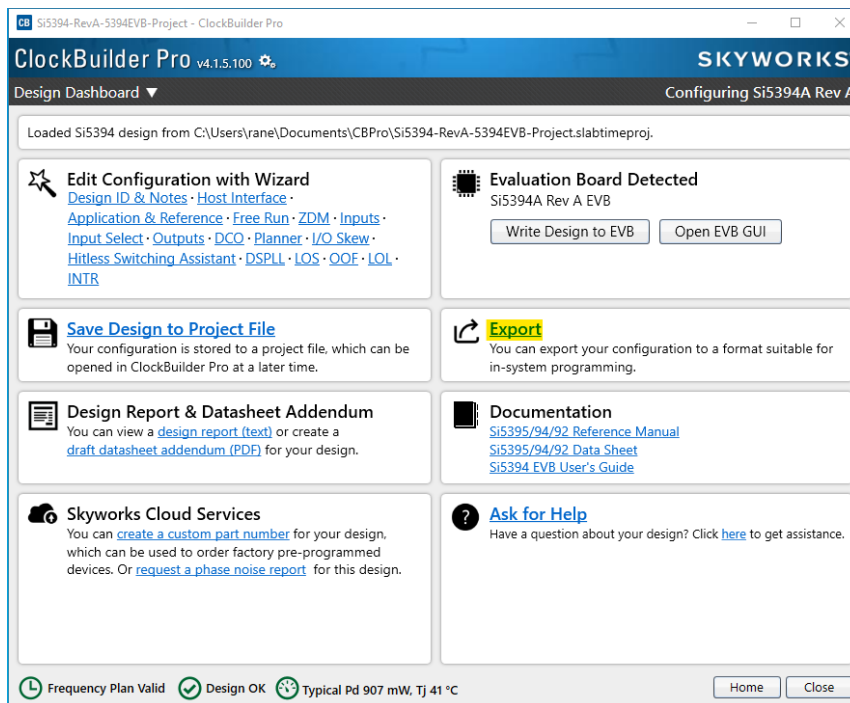 CB Si5394-RevA-5394EVB-Project - ClockBuilder Pro
ClockBuilder Pro v4.1.5.100
SKYWORKS
Design Dashboard ▼
Configuring Si5394A Rev A
Loaded Si5394 design from C:\Users\rane\Documents\CBPro\Si5394-RevA-5394EVB-Project.slabtimeproj.
Edit Configuration with Wizard
Design ID & Notes · Host Interface ·
Application & Reference · Free Run · ZDM · Inputs ·
Input Select · Outputs · DCO · Planner · I/O Skew ·
Hitless Switching Assistant · DSPLL · LOS · OOF · LOL ·
INTR
Evaluation Board Detected
Si5394A Rev A EVB
Write Design to EVB
Open EVB GUI
Save Design to Project File
Your configuration is stored to a project file, which can be
opened in ClockBuilder Pro at a later time.
Export
You can export your configuration to a format suitable for
in-system programming.
Design Report & Datasheet Addendum
You can view a design report (text) or create a
draft datasheet addendum (PDF) for your design.
Documentation
Si5395/94/92 Reference Manual
Si5395/94/92 Data Sheet
Si5394 EVB User's Guide
Skyworks Cloud Services
You can create a custom part number for your design,
which can be used to order factory pre-programmed
devices. Or request a phase noise report for this design.
Ask for Help
Have a question about your design? Click here to get assistance.
Frequency Plan Valid
Design OK
Typical Pd 907 mW, Tj 41 °C
Home
Close